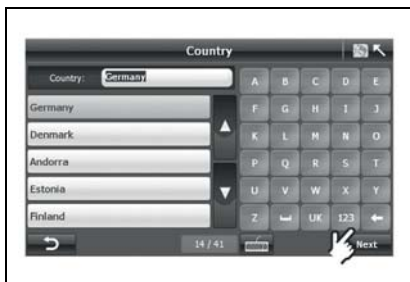 Country
Country: Germany
A B C D E
Germany
F G H I J
Denmark
K L M N O
Andorra
P Q R S T
Estonia
U V W X Y
Finland
Z UK 123
14 / 41
Next